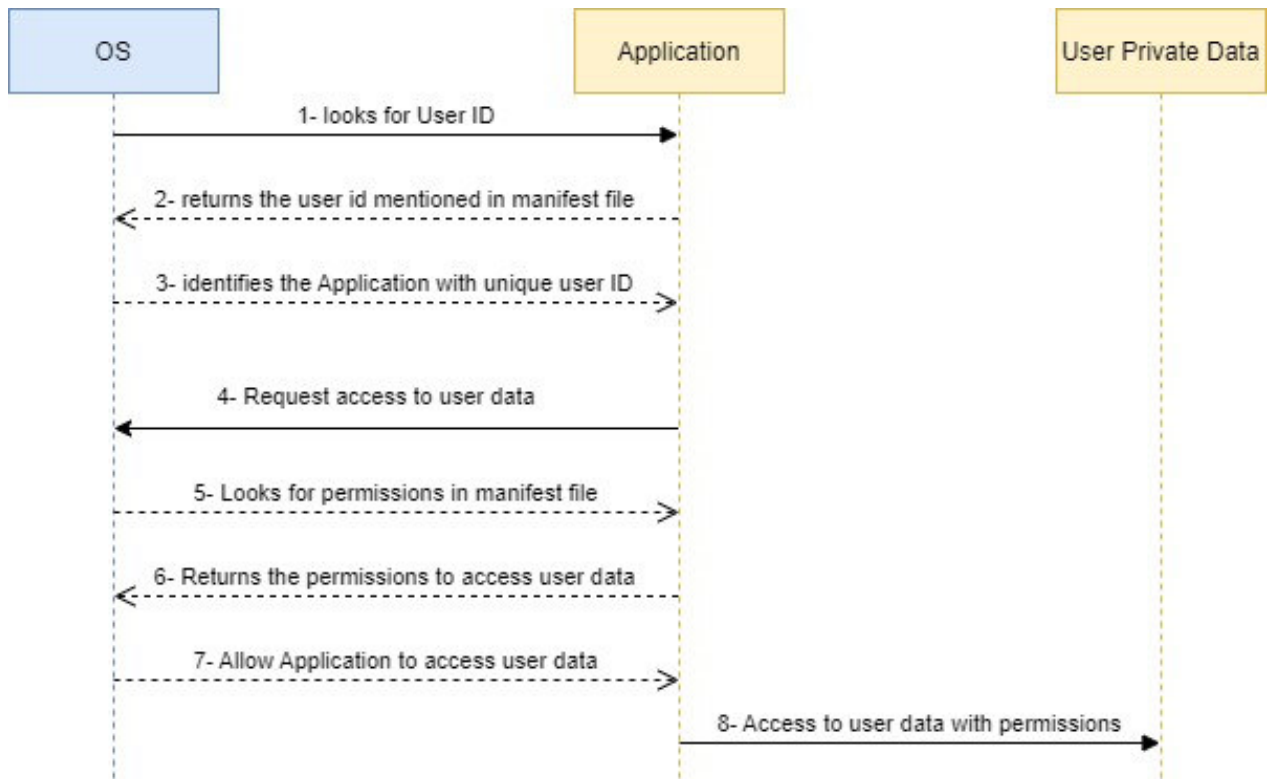 OS
Application
User Private Data
1- looks for User ID
2- returns the user id mentioned in manifest file
3- identifies the Application with unique user ID
4- Request access to user data
5- Looks for permissions in manifest file
6- Returns the permissions to access user data
7- Allow Application to access user data
8- Access to user data with permissions